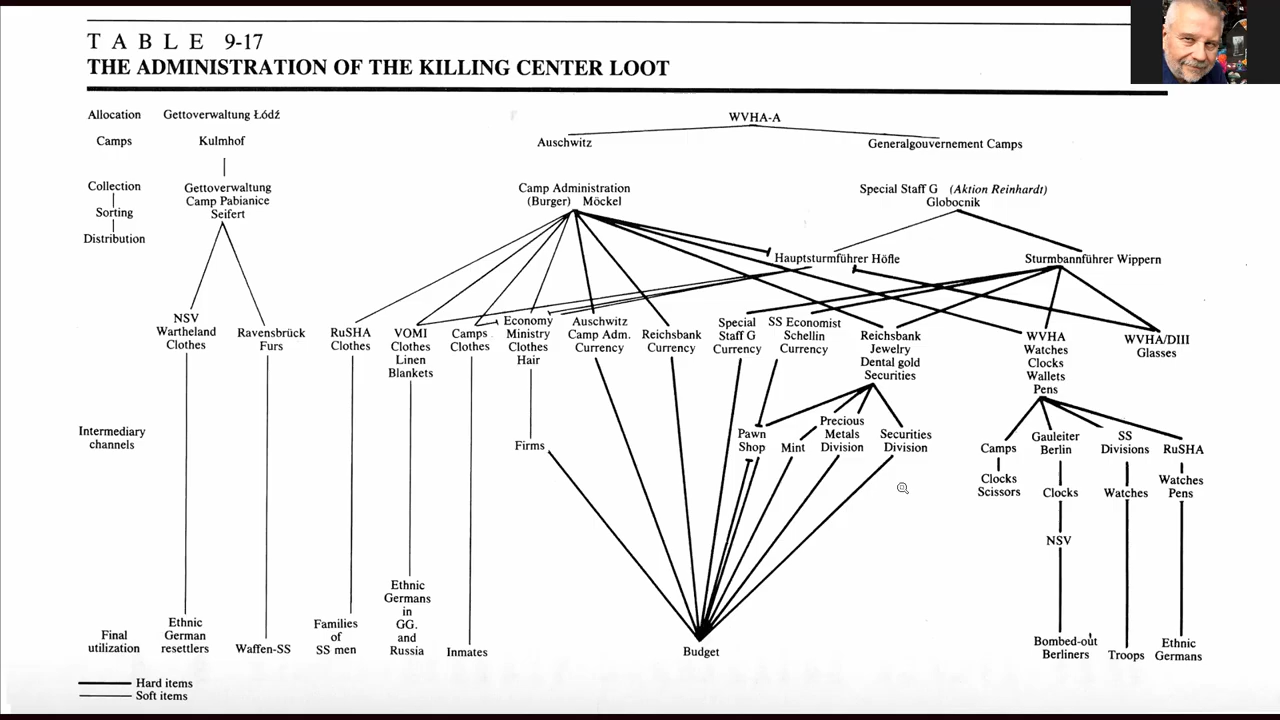 TABLE 9-17
THE ADMINISTRATION OF THE KILLING CENTER LOOT
Allocation
Gettoverwaltung Łódź
WVHA-A
Camps
Kulmhof
Auschwitz
Generalgouvernement Camps
Collection
Sorting
Distribution
Gettoverwaltung
Camp Pabianice
Seifert
Camp Administration
(Burger) Möckel
Special Staff G (Aktion Reinhardt)
Globocnik
Hauptsturmführer Höfle
Sturmbannführer Wippern
NSV
Wartheland
Clothes
Ravensbrück
Furs
RuSHA
Clothes
VOMI
Clothes
Linen
Blankets
Camps
Clothes
Economy
Ministry
Clothes
Hair
Auschwitz
Camp Adm.
Currency
Reichsbank
Currency
Special
Staff G
Currency
SS Economist
Schellin
Currency
Reichsbank
Jewelry
Dental gold
Securities
WVHA
Watches
Clocks
Wallets
Pens
WVHA/DIII
Glasses
Intermediary
channels
Firms
Pawn
Shop
Mint
Precious
Metals
Division
Securities
Division
Camps
Clocks
Scissors
Gauleiter
Berlin
Clocks
NSV
SS
Divisions
Watches
RuSHA
Watches
Pens
Final
utilization
Ethnic
German
resettlers
Waffen-SS
Families
of
SS men
Ethnic
Germans
in
GG.
and
Russia
Inmates
Budget
Bombed-out
Berliners
Troops
Ethnic
Germans
Hard items
Soft items